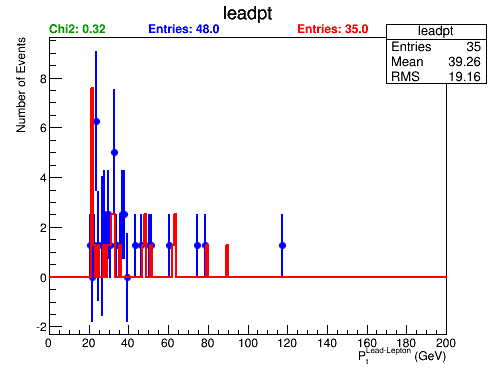 leadpt
Chi2: 0.32 Entries: 48.0 Entries: 35.0
leadpt
Entries 35
Mean 39.26
RMS 19.16
Number of Events
8
6
4
2
0
-2
0 20 40 60 80 100 120 140 160 180 200
P_t^Lead-Lepton (GeV)